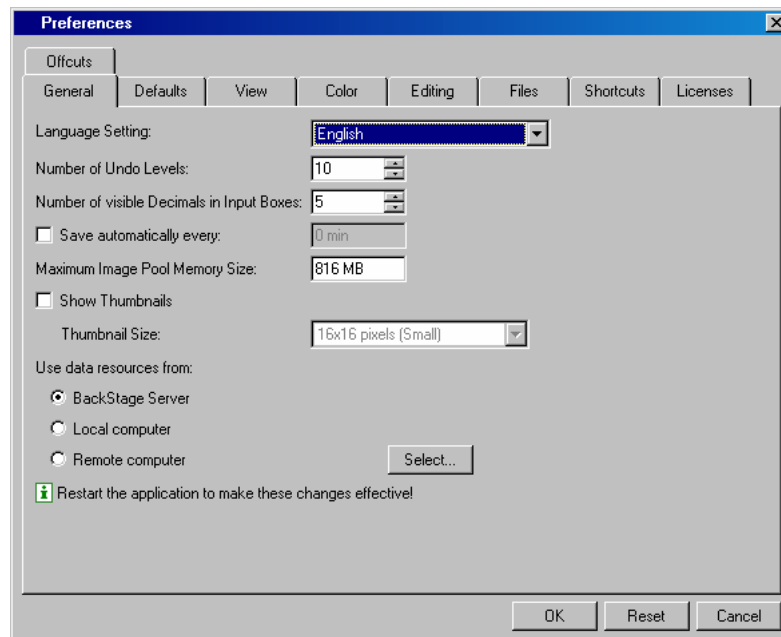 Preferences
Offcuts
General Defaults View Color Editing Files Shortcuts Licenses
Language Setting: English
Number of Undo Levels: 10
Number of visible Decimals in Input Boxes: 5
Save automatically every: 0 min
Maximum Image Pool Memory Size: 816 MB
Show Thumbnails
Thumbnail Size: 16x16 pixels (Small)
Use data resources from:
BackStage Server
Local computer
Remote computer Select...
Restart the application to make these changes effective!
OK Reset Cancel